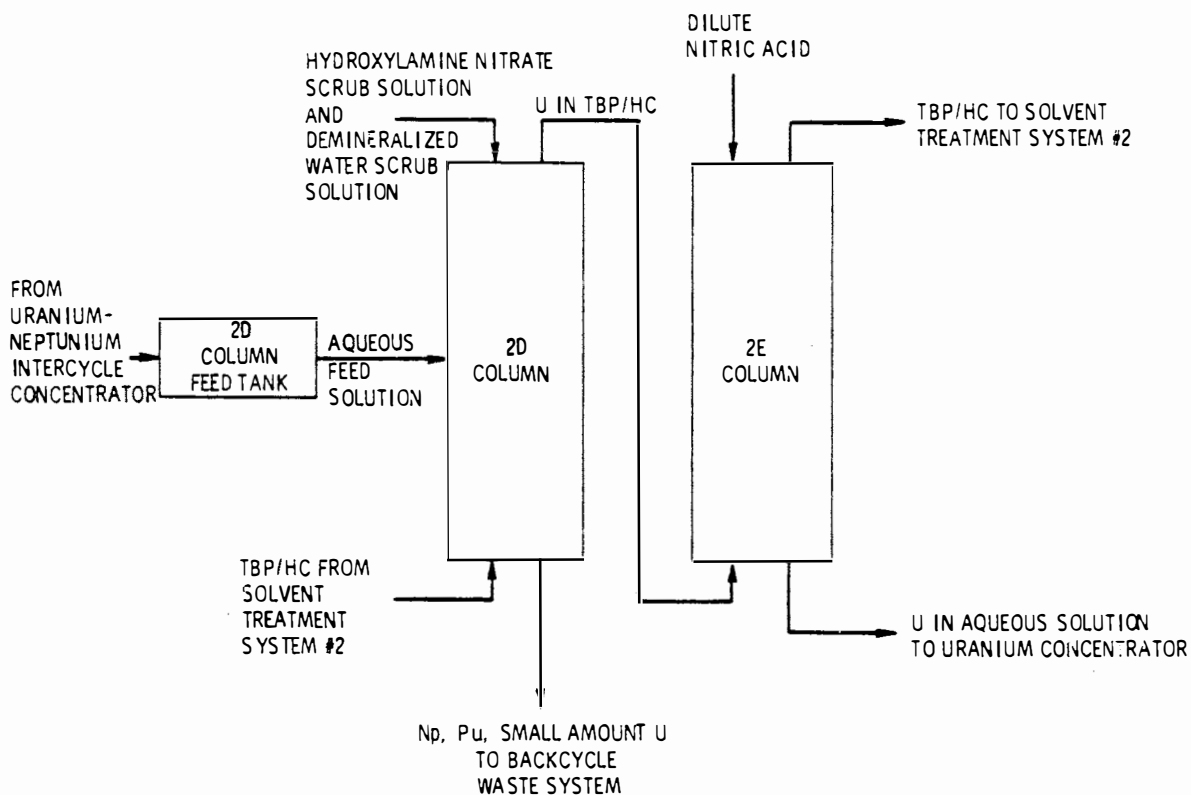 HYDROXYLAMINE NITRATE
SCRUB SOLUTION
AND
DEMINERALIZED
WATER SCRUB
SOLUTION
U IN TBP/HC
DILUTE
NITRIC ACID
TBP/HC TO SOLVENT
TREATMENT SYSTEM #2
FROM
URANIUM-
NEPTUNIUM
INTERCYCLE
CONCENTRATOR
2D
COLUMN
FEED TANK
AQUEOUS
FEED
SOLUTION
2D
COLUMN
2E
COLUMN
TBP/HC FROM
SOLVENT
TREATMENT
SYSTEM #2
U IN AQUEOUS SOLUTION
TO URANIUM CONCENTRATOR
Np, Pu, SMALL AMOUNT U
TO BACKCYCLE
WASTE SYSTEM